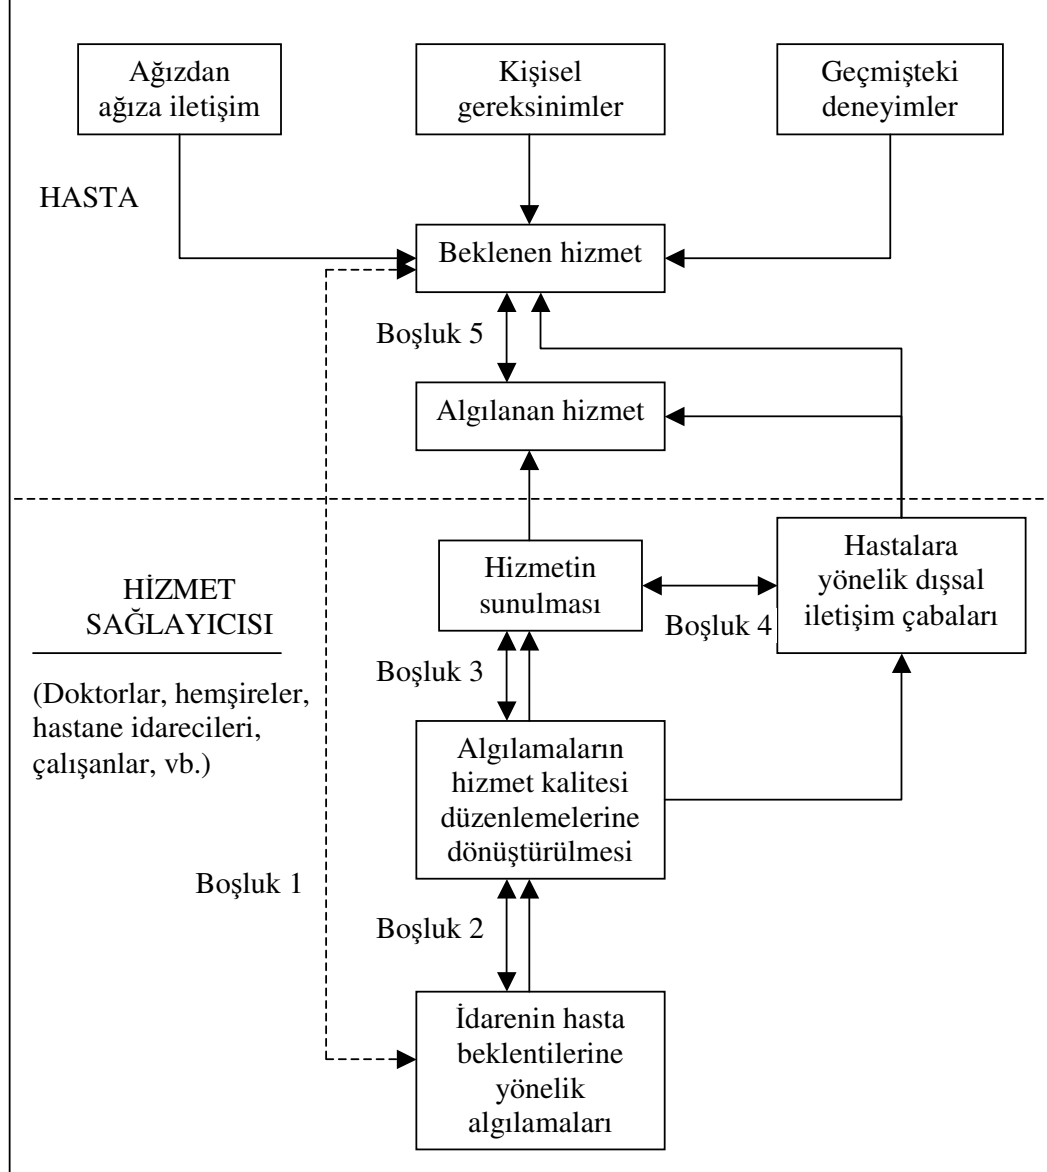 Ağızdan
ağıza iletişim
Kişisel
gereksinimler
Geçmişteki
deneyimler
HASTA
Beklenen hizmet
Boşluk 5
Algılanan hizmet
HİZMET
SAĞLAYICISI
(Doktorlar, hemşireler,
hastane idarecileri,
çalışanlar, vb.)
Hizmetin
sunulması
Hastalara
yönelik dışsal
iletişim çabaları
Boşluk 4
Boşluk 3
Algılamaların
hizmet kalitesi
düzenlemelerine
dönüştürülmesi
Boşluk 1
Boşluk 2
İdarenin hasta
beklentilerine
yönelik
algılamaları